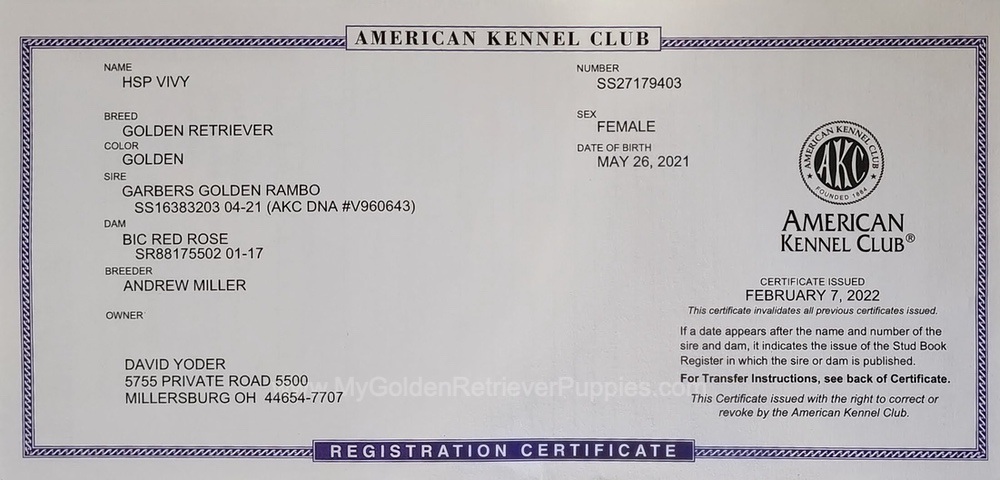 AMERICAN KENNEL CLUB
NAME
HSP VIVY
NUMBER
SS27179403
BREED
GOLDEN RETRIEVER
SEX
FEMALE
COLOR
GOLDEN
DATE OF BIRTH
MAY 26, 2021
SIRE
GARBERS GOLDEN RAMBO
SS16383203 04-21 (AKC DNA #V960643)
DAM
BIC RED ROSE
SR88175502 01-17
BREEDER
ANDREW MILLER
OWNER
DAVID YODER
5755 PRIVATE ROAD 5500
MILLERSBURG OH 44654-7707
www.MyGoldenRetrieverPuppies.com
AMERICAN KENNEL CLUB
AKC
FOUNDED 1884
AMERICAN
KENNEL CLUB®
CERTIFICATE ISSUED
FEBRUARY 7, 2022
This certificate invalidates all previous certificates issued.
If a date appears after the name and number of the
sire and dam, it indicates the issue of the Stud Book
Register in which the sire or dam is published.
For Transfer Instructions, see back of Certificate.
This Certificate issued with the right to correct or
revoke by the American Kennel Club.
REGISTRATION CERTIFICATE